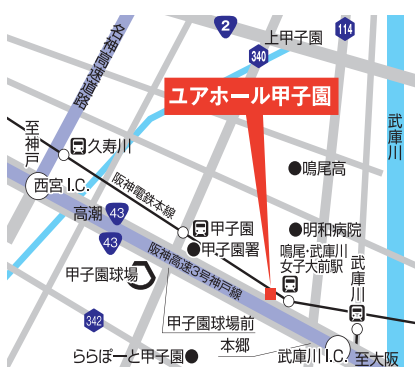 2
上甲子園
114
340
名神高速道路
ユアホール甲子園
武庫川
至神戸
久寿川
鳴尾高
西宮 I.C.
阪神電鉄本線
高潮
43
甲子園
明和病院
43
甲子園署
鳴尾・武庫川
女子大前駅
武庫川
甲子園球場
阪神高速3号神戸線
342
甲子園球場前
本郷
ららぽーと甲子園
武庫川 I.C.
至大阪